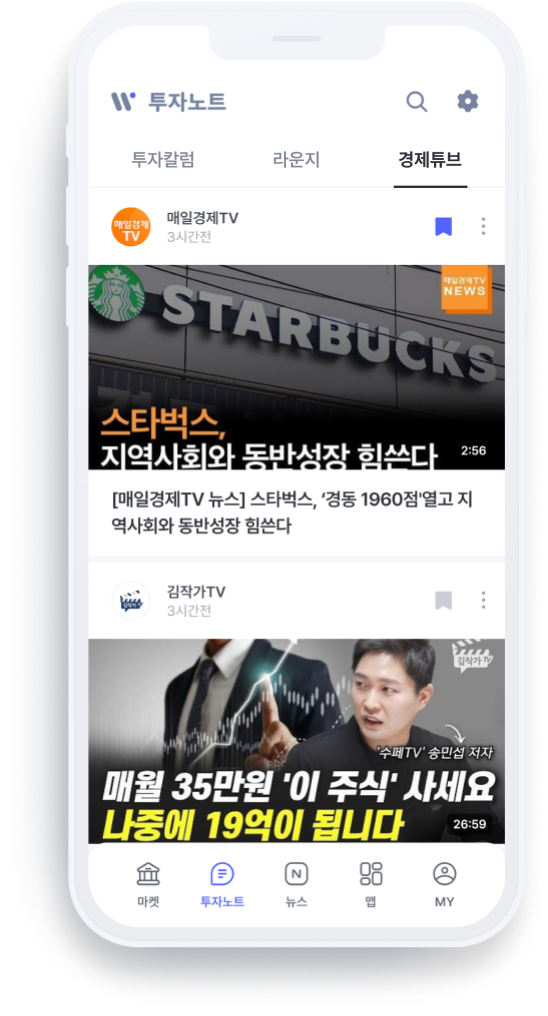 투자노트
투자칼럼 라운지 경제튜브
매일경제
TV
매일경제TV
3시간전
매일경제TV
NEWS
STARBUCKS
스타벅스,
지역사회와 동반성장 힘쓴다
2:56
[매일경제TV 뉴스] 스타벅스, ‘경동 1960점'열고 지
역사회와 동반성장 힘쓴다
김작가TV
김작가TV
3시간전
김작가TV
'수페TV' 송민섭 저자
매월 35만원 '이 주식' 사세요
나중에 19억이 됩니다
26:59
N
마켓 투자노트 뉴스 맵 MY